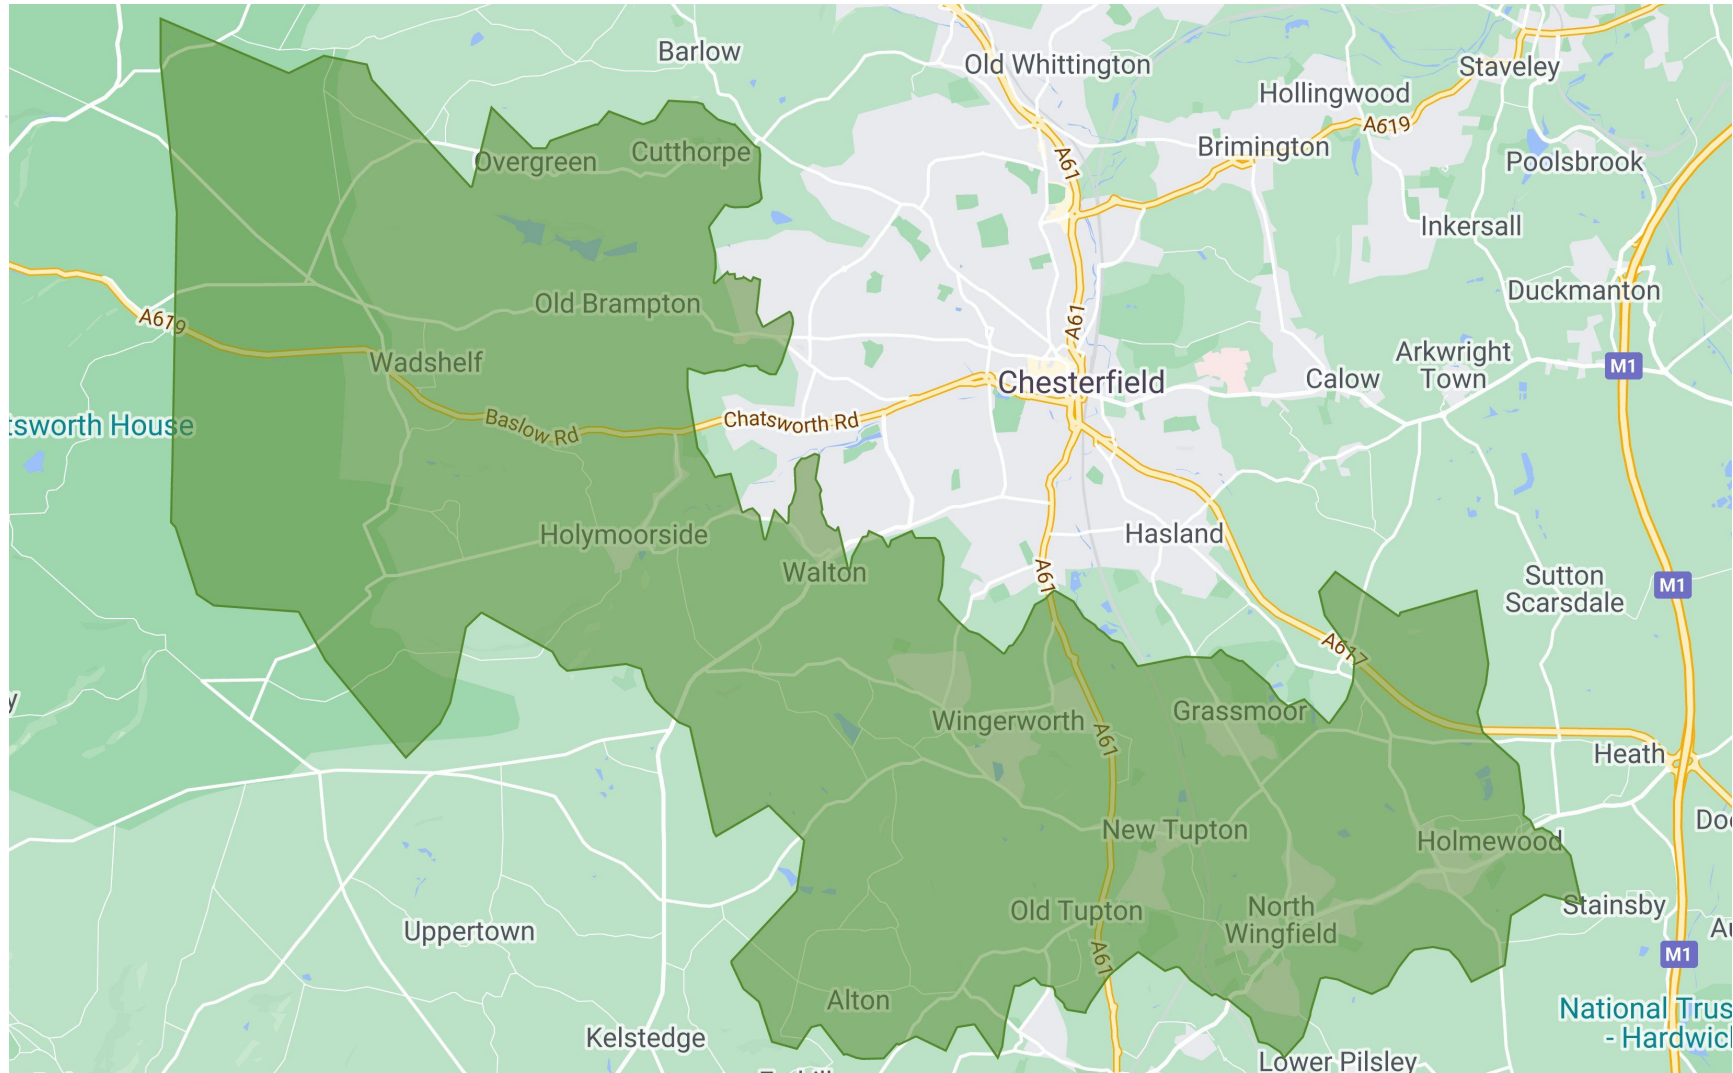 Barlow
Old Whittington
Staveley
Hollingwood
A619
A61
Brimington
Overgreen
Cutthorpe
Poolsbrook
Inkersall
Duckmanton
Old Brampton
A619
A61
Wadshelf
Arkwright
Town
M1
Chesterfield
Calow
tsworth House
Baslow Rd
Chatsworth Rd
Holymoorside
Hasland
Walton
A61
Sutton
Scarsdale
M1
A617
y
Wingerworth
Grassmoor
A61
Heath
New Tupton
Holmewood
Doe
Old Tupton
North
Wingfield
Stainsby
Au
Uppertown
A61
M1
Alton
National Trus
- Hardwic
Kelstedge
Lower Pilsley